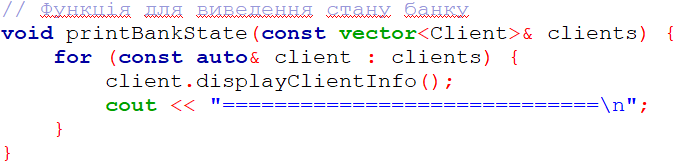 // Функція для виведення стану банку
void printBankState(const vector<Client>& clients) {
    for (const auto& client : clients) {
        client.displayClientInfo();
        cout << "=============================\n";
    }
}